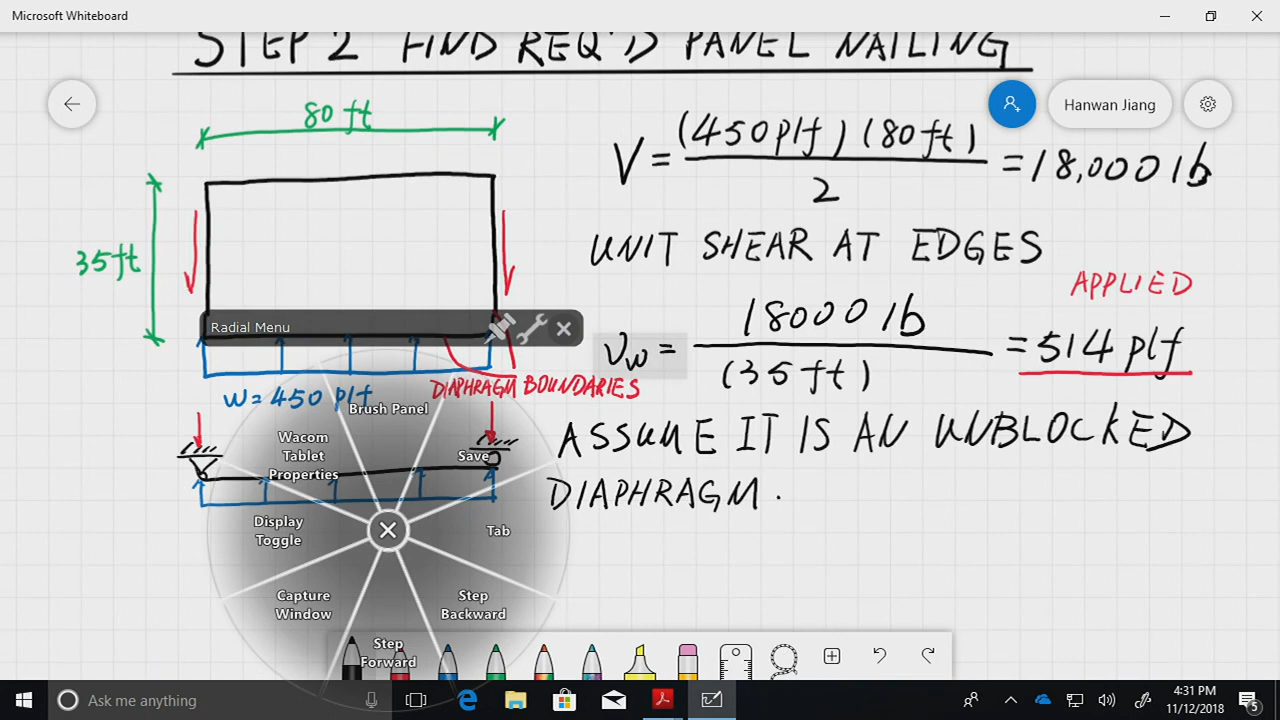 Microsoft Whiteboard
STEP 2 FIND REQ'D PANEL NAILING
Hanwan Jiang
80 ft
35 ft
V = (450 plf) (80 ft) / 2 = 18,000 lb
UNIT SHEAR AT EDGES
APPLIED
νw = 18000 lb / (35 ft) = 514 plf
Radial Menu
DIAPHRAGM BOUNDARIES
w = 450 plf
ASSUME IT IS AN UNBLOCKED
DIAPHRAGM .
Brush Panel
Wacom
Tablet
Properties
Save
Display
Toggle
Tab
Capture
Window
Step
Backward
Step
Forward
Ask me anything
4:31 PM
11/12/2018
5